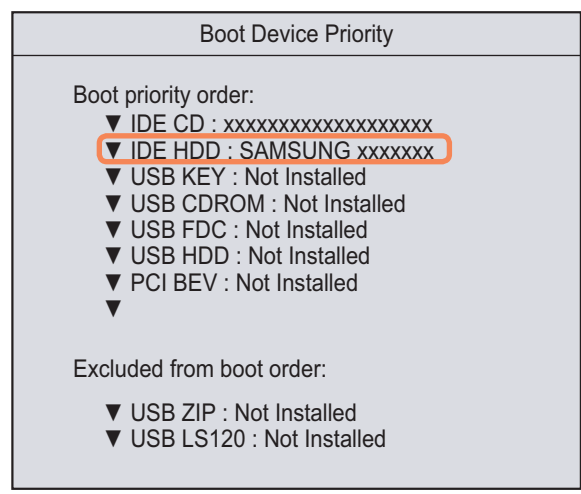 Boot Device Priority
Boot priority order:
▼ IDE CD : xxxxxxxxxxxxxxxxxxx
▼ IDE HDD : SAMSUNG xxxxxxx
▼ USB KEY : Not Installed
▼ USB CDROM : Not Installed
▼ USB FDC : Not Installed
▼ USB HDD : Not Installed
▼ PCI BEV : Not Installed
▼
Excluded from boot order:
▼ USB ZIP : Not Installed
▼ USB LS120 : Not Installed